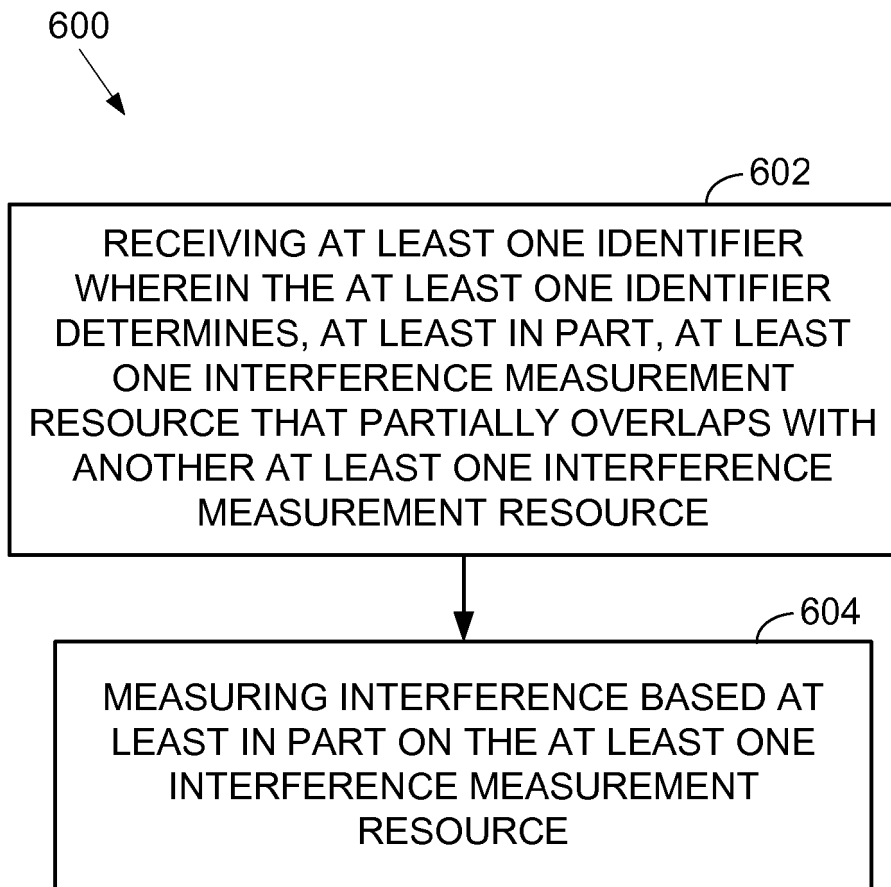 600
602
RECEIVING AT LEAST ONE IDENTIFIER
WHEREIN THE AT LEAST ONE IDENTIFIER
DETERMINES, AT LEAST IN PART, AT LEAST
ONE INTERFERENCE MEASUREMENT
RESOURCE THAT PARTIALLY OVERLAPS WITH
ANOTHER AT LEAST ONE INTERFERENCE
MEASUREMENT RESOURCE
604
MEASURING INTERFERENCE BASED AT
LEAST IN PART ON THE AT LEAST ONE
INTERFERENCE MEASUREMENT
RESOURCE